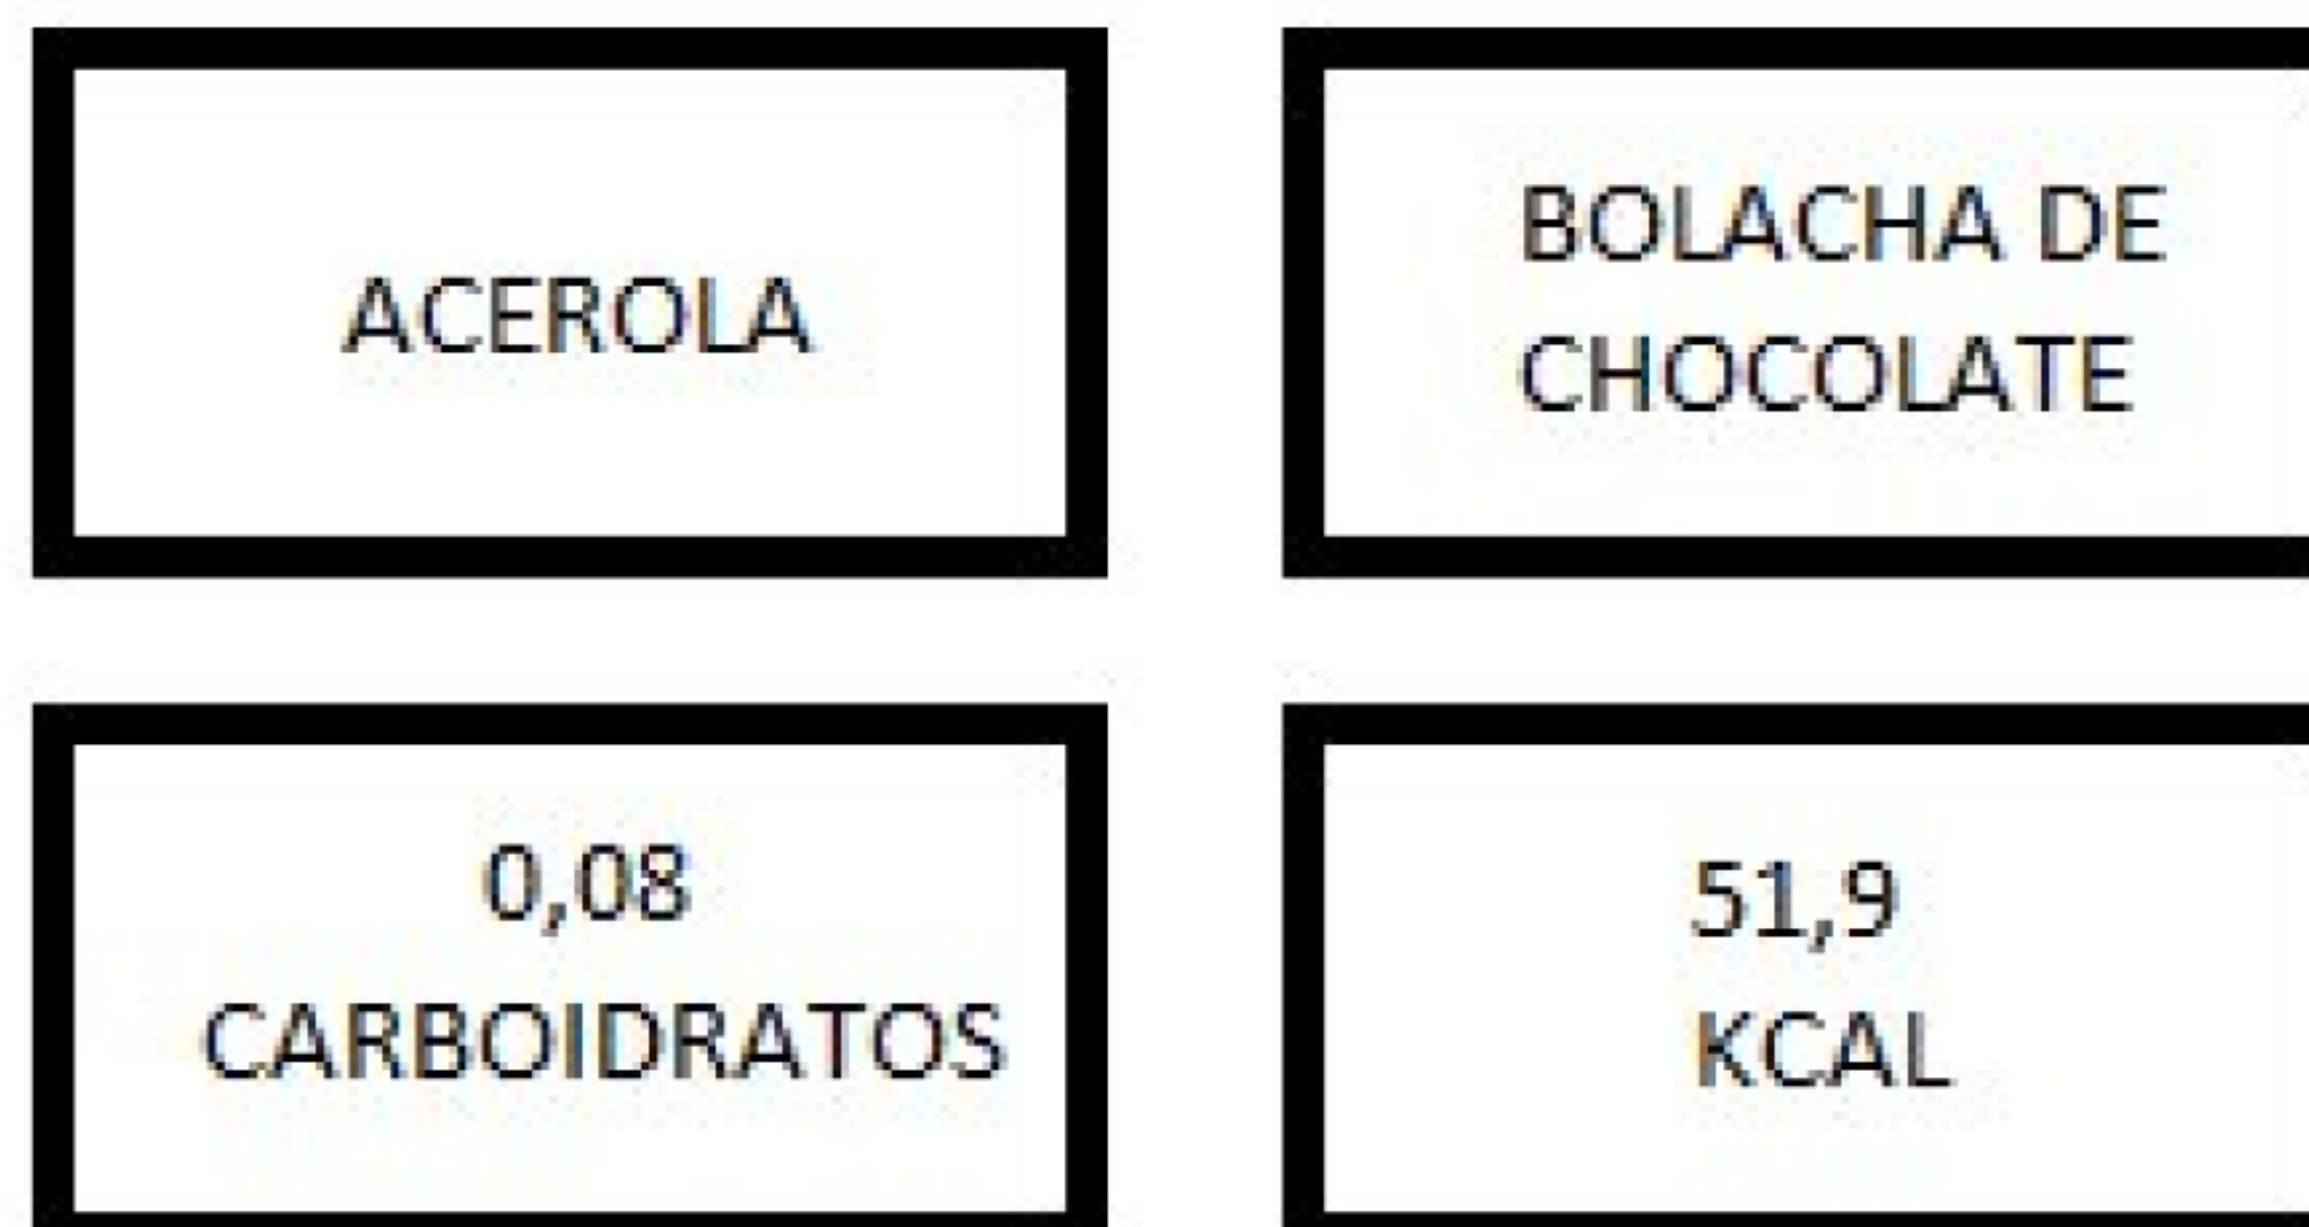 ACEROLA
BOLACHA DE
CHOCOLATE
0,08
CARBOIDRATOS
51,9
KCAL